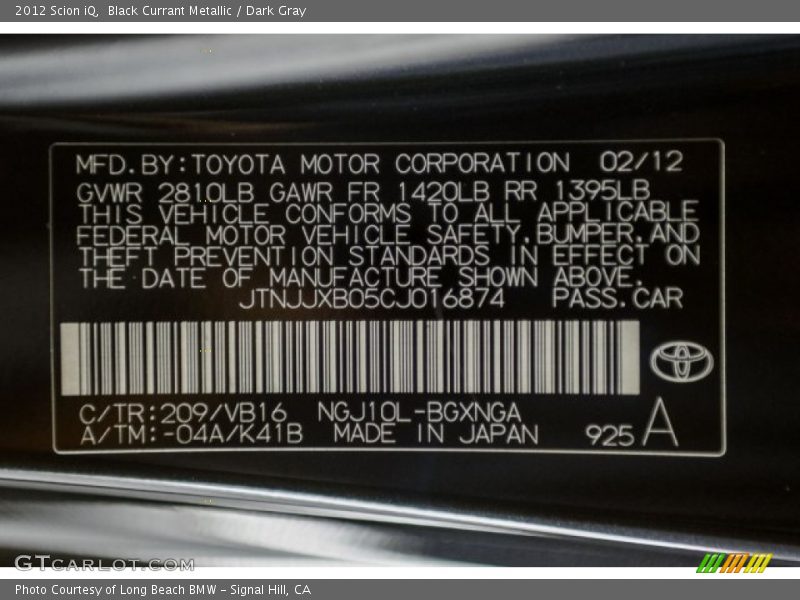 2012 Scion iQ,  Black Currant Metallic / Dark Gray
MFD.BY:TOYOTA MOTOR CORPORATION 02/12
GVWR 2810LB GAWR FR 1420LB RR 1395LB
THIS VEHICLE CONFORMS TO ALL APPLICABLE
FEDERAL MOTOR VEHICLE SAFETY,BUMPER,AND
THEFT PREVENTION STANDARDS IN EFFECT ON
THE DATE OF MANUFACTURE SHOWN ABOVE.
JTNJJXB05CJ016874 PASS.CAR
C/TR:209/VB16 NGJ10L-BGXNGA
A/TM:-04A/K41B MADE IN JAPAN 925 A
GTCARLOT.COM
Photo Courtesy of Long Beach BMW - Signal Hill, CA